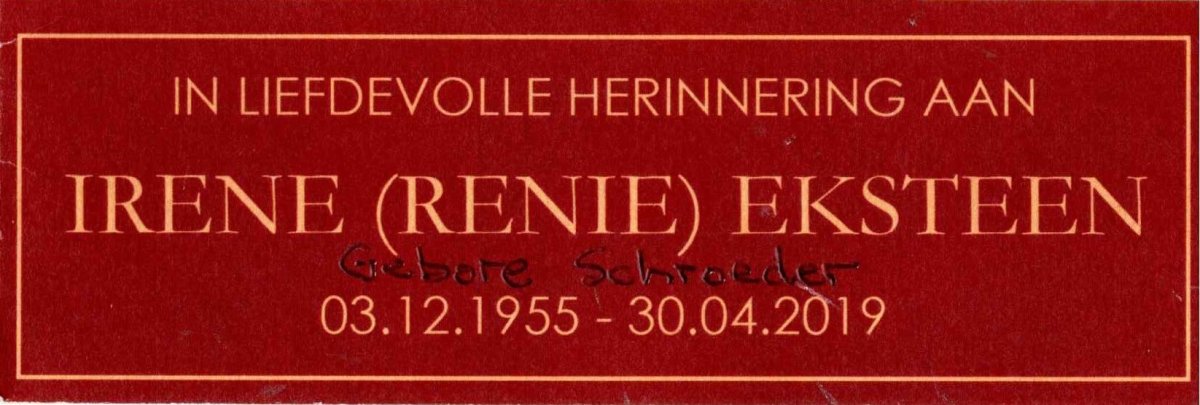 IN LIEFDEVOLLE HERINNERING AAN
IRENE (RENIE) EKSTEEN
Gebore Schroeder
03.12.1955 - 30.04.2019